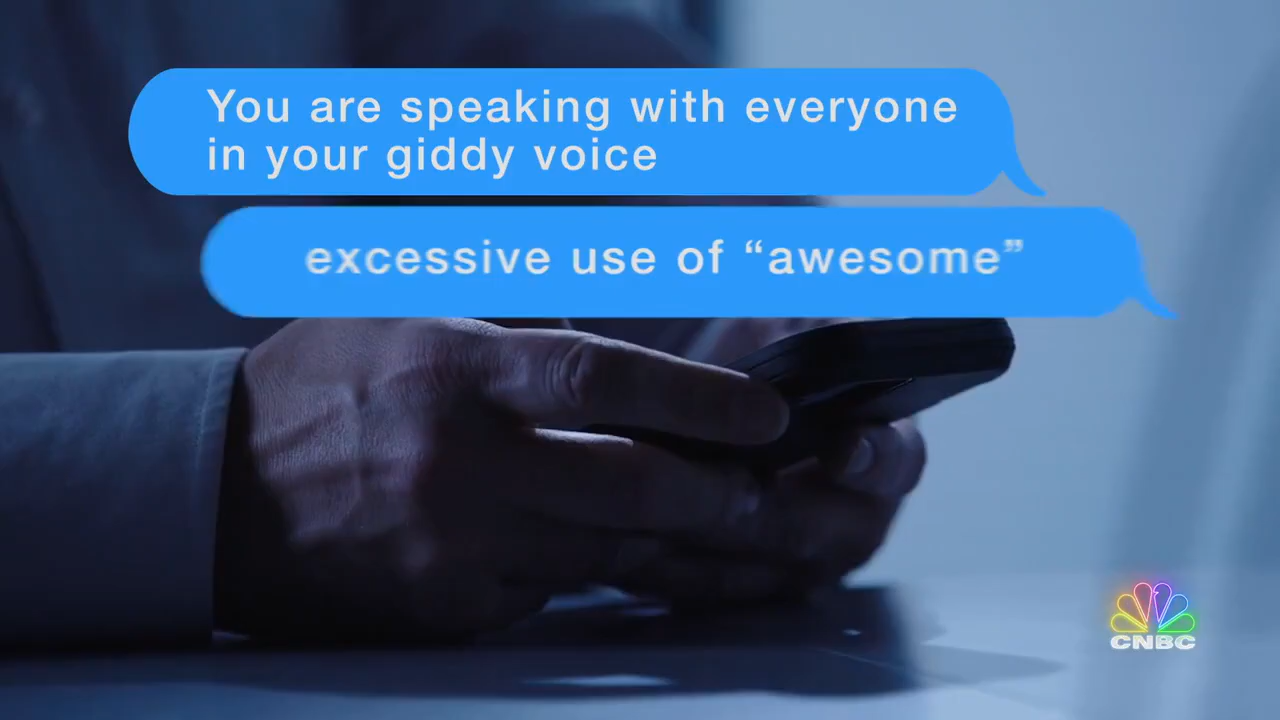 You are speaking with everyone
in your giddy voice
excessive use of “awesome”
CNBC